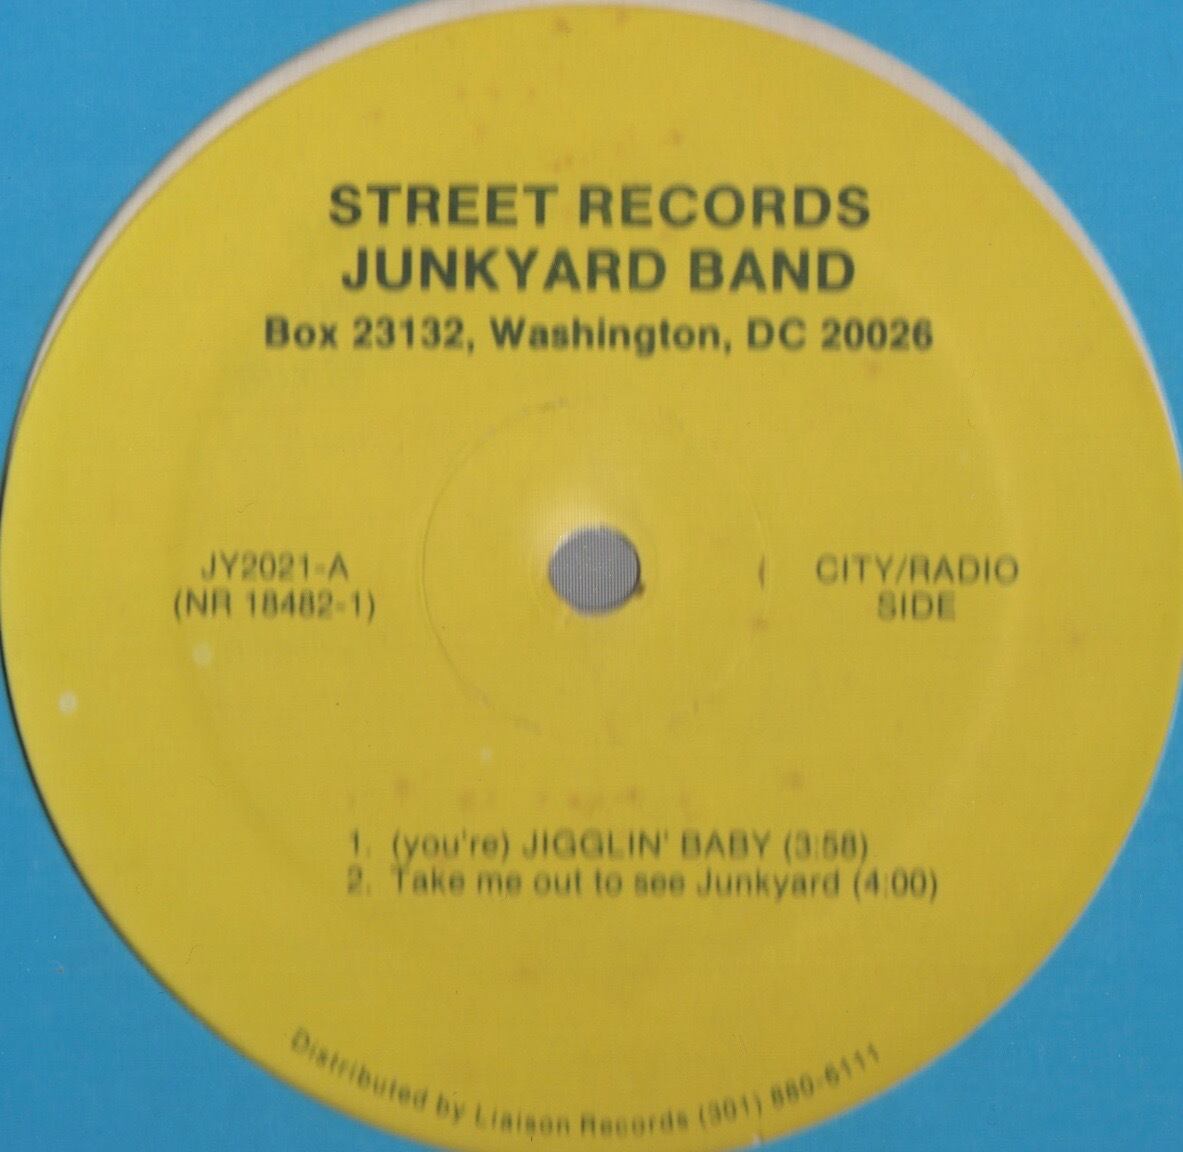 STREET RECORDS
JUNKYARD BAND
Box 23132, Washington, DC 20026
JY2021-A
(NR 18482-1)
CITY/RADIO
SIDE
1. (you're) JIGGLIN' BABY (3:58)
2. Take me out to see Junkyard (4:00)
Distributed by Liaison Records (301) 880-6111